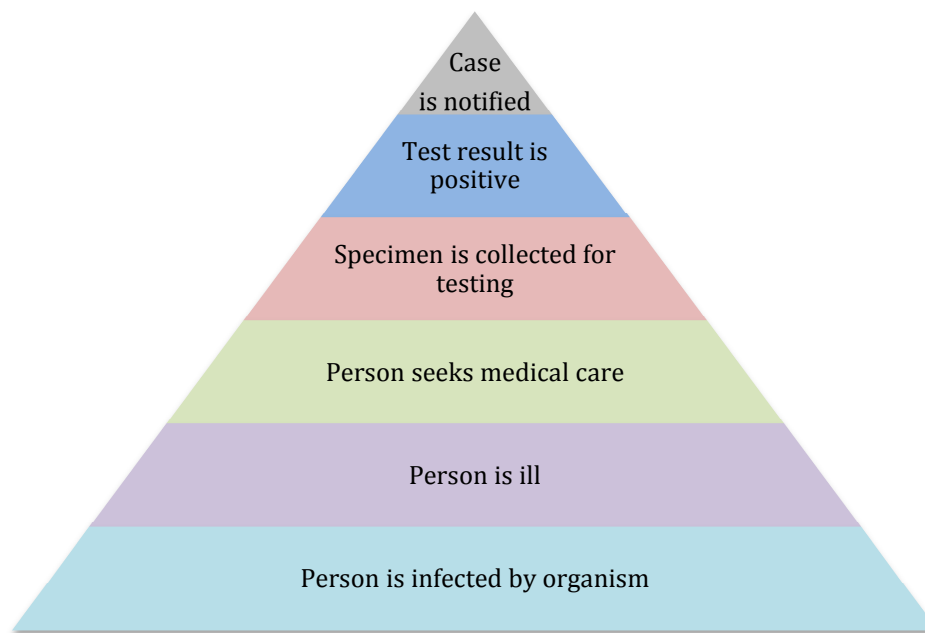 Case
is notified
Test result is
positive
Specimen is collected for
testing
Person seeks medical care
Person is ill
Person is infected by organism